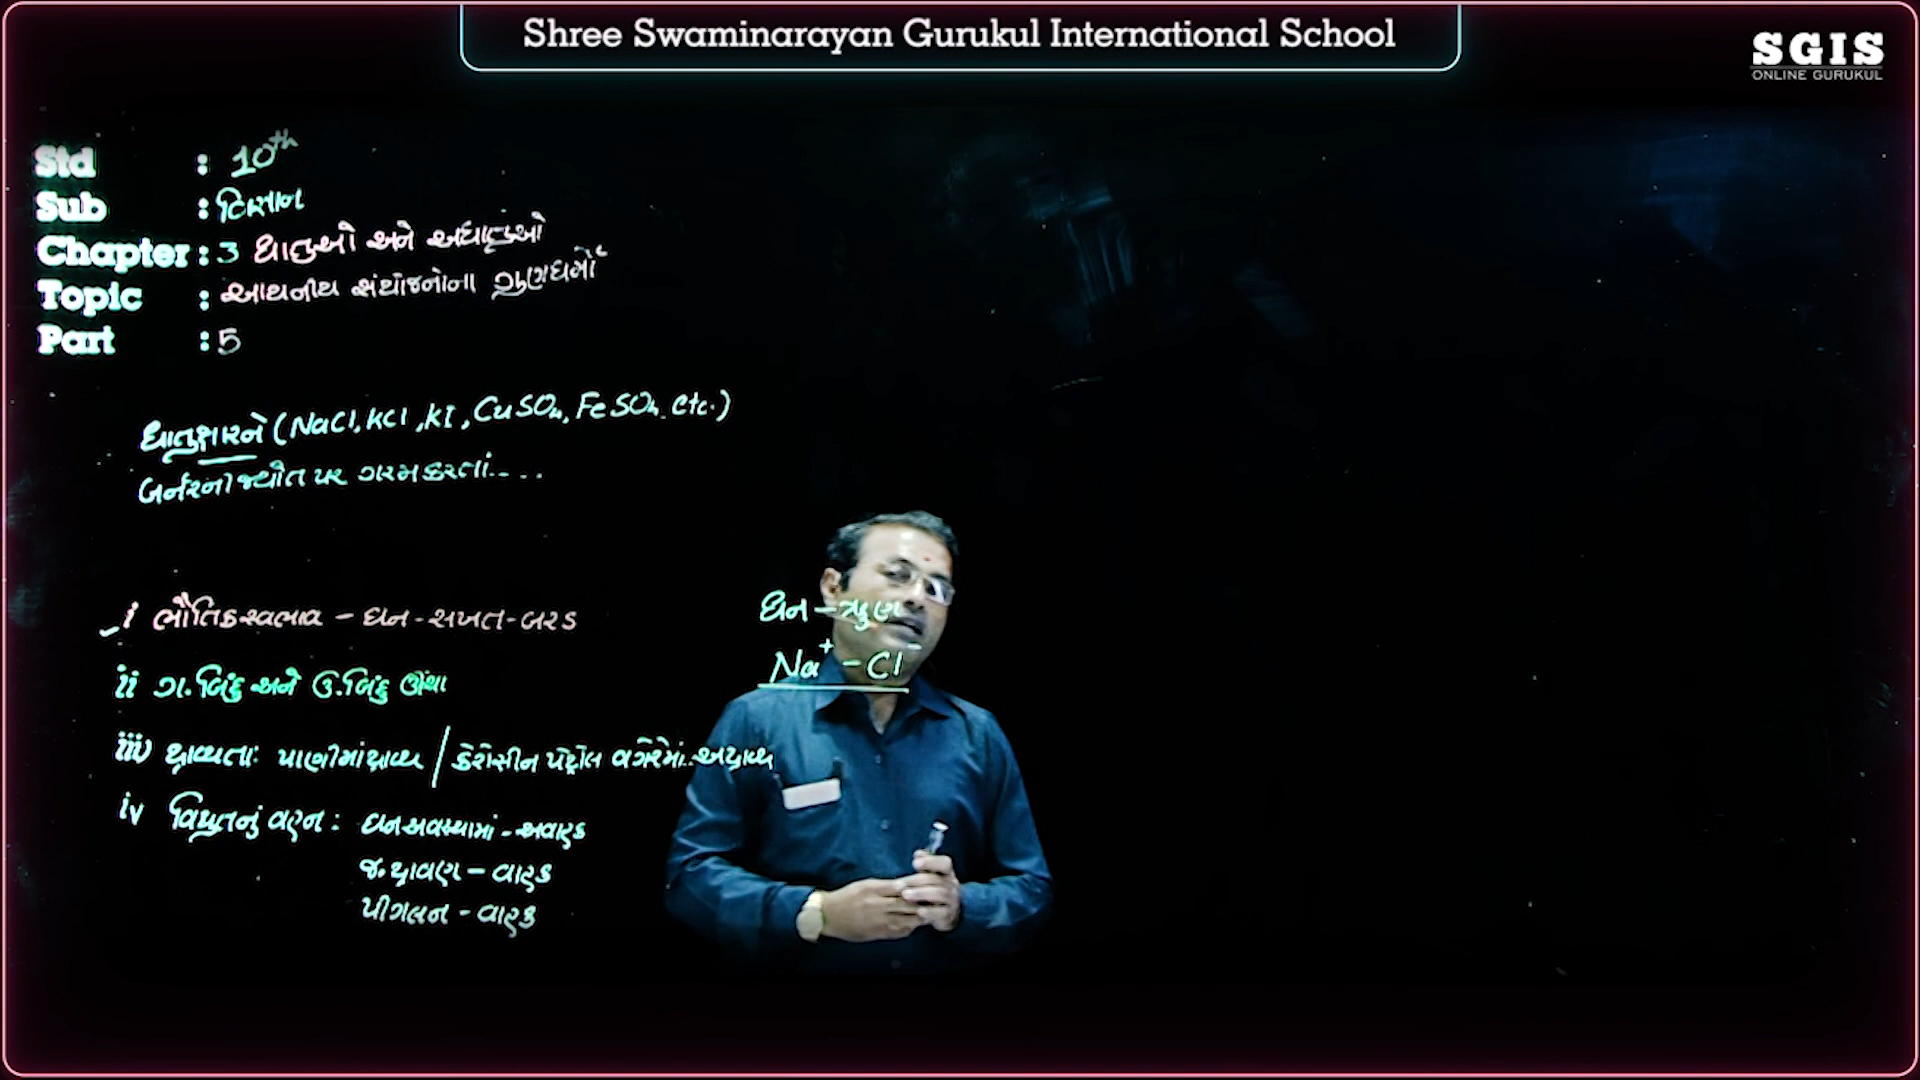 Shree Swaminarayan Gurukul International School
SGIS
ONLINE GURUKUL
Std : 10th
Sub : વિજ્ઞાન
Chapter : 3 ધાતુઓ અને અધાતુઓ
Topic : આયનીય સંયોજનોના ગુણધર્મો
Part : 5
ધાતુક્ષારને (NaCl, KCl, KI, CuSO4, FeSO4 etc.)
બર્નરની જ્યોત પર ગરમ કરતાં....
i ભૌતિક સ્વભાવ - ઘન - સખત - બરડ
ધન - ઋણ
Na+ - Cl-
ii ગ. બિંદુ અને ઉ. બિંદુ ઊંચા
iii) દ્રાવ્યતા: પાણીમાં દ્રાવ્ય / કેરોસીન પેટ્રોલ વગેરેમાં..અદ્રાવ્ય
iv વિદ્યુતનું વહન : ઘન અવસ્થામાં - અવાહક
જ. દ્રાવણ - વાહક
પીગલન - વાહક